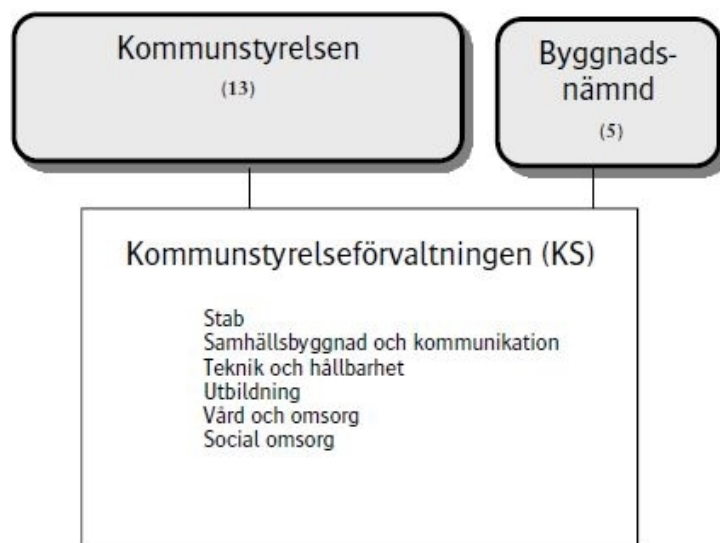 Kommunstyrelsen
(13)
Byggnads-
nämnd
(5)
Kommunstyrelseförvaltningen (KS)
Stab
Samhällsbyggnad och kommunikation
Teknik och hållbarhet
Utbildning
Vård och omsorg
Social omsorg